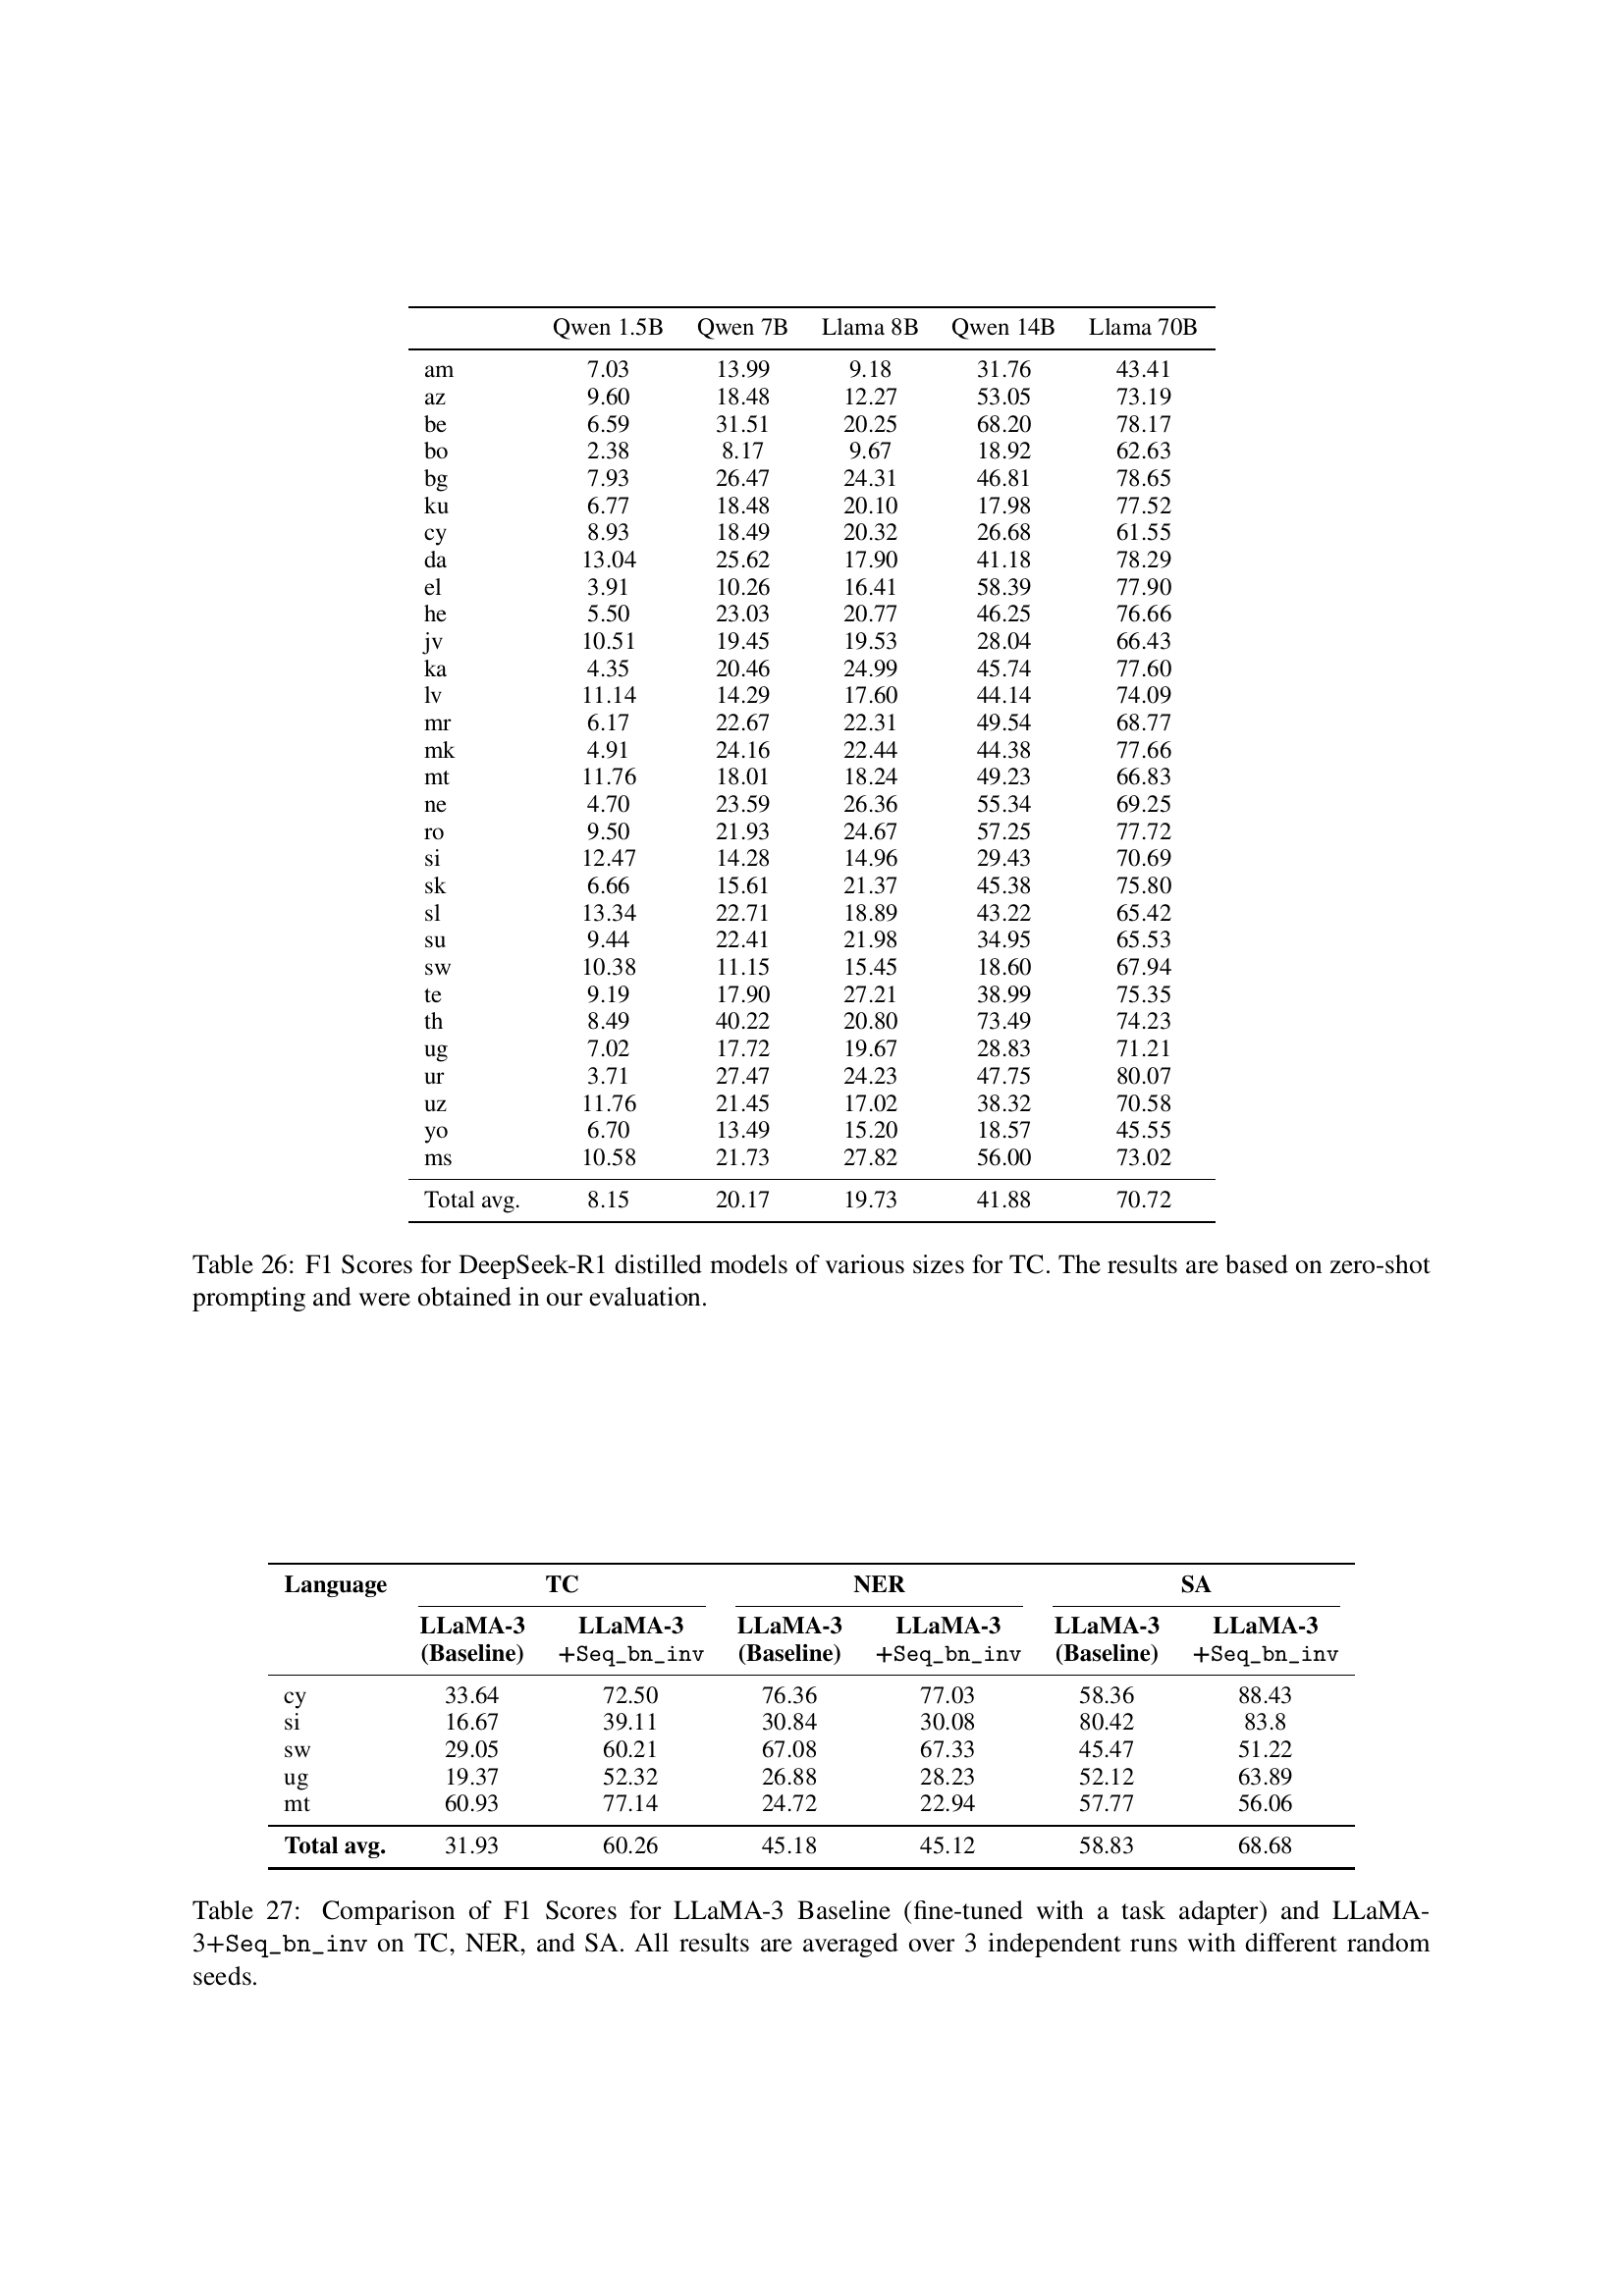 Qwen 1.5B Qwen 7B Llama 8B Qwen 14B Llama 70B
am 7.03 13.99 9.18 31.76 43.41
az 9.60 18.48 12.27 53.05 73.19
be 6.59 31.51 20.25 68.20 78.17
bo 2.38 8.17 9.67 18.92 62.63
bg 7.93 26.47 24.31 46.81 78.65
ku 6.77 18.48 20.10 17.98 77.52
cy 8.93 18.49 20.32 26.68 61.55
da 13.04 25.62 17.90 41.18 78.29
el 3.91 10.26 16.41 58.39 77.90
he 5.50 23.03 20.77 46.25 76.66
jv 10.51 19.45 19.53 28.04 66.43
ka 4.35 20.46 24.99 45.74 77.60
lv 11.14 14.29 17.60 44.14 74.09
mr 6.17 22.67 22.31 49.54 68.77
mk 4.91 24.16 22.44 44.38 77.66
mt 11.76 18.01 18.24 49.23 66.83
ne 4.70 23.59 26.36 55.34 69.25
ro 9.50 21.93 24.67 57.25 77.72
si 12.47 14.28 14.96 29.43 70.69
sk 6.66 15.61 21.37 45.38 75.80
sl 13.34 22.71 18.89 43.22 65.42
su 9.44 22.41 21.98 34.95 65.53
sw 10.38 11.15 15.45 18.60 67.94
te 9.19 17.90 27.21 38.99 75.35
th 8.49 40.22 20.80 73.49 74.23
ug 7.02 17.72 19.67 28.83 71.21
ur 3.71 27.47 24.23 47.75 80.07
uz 11.76 21.45 17.02 38.32 70.58
yo 6.70 13.49 15.20 18.57 45.55
ms 10.58 21.73 27.82 56.00 73.02
Total avg. 8.15 20.17 19.73 41.88 70.72
Table 26: F1 Scores for DeepSeek-R1 distilled models of various sizes for TC. The results are based on zero-shot
prompting and were obtained in our evaluation.
Language TC NER SA
LLaMA-3 LLaMA-3 LLaMA-3 LLaMA-3 LLaMA-3 LLaMA-3
(Baseline) +Seq_bn_inv (Baseline) +Seq_bn_inv (Baseline) +Seq_bn_inv
cy 33.64 72.50 76.36 77.03 58.36 88.43
si 16.67 39.11 30.84 30.08 80.42 83.8
sw 29.05 60.21 67.08 67.33 45.47 51.22
ug 19.37 52.32 26.88 28.23 52.12 63.89
mt 60.93 77.14 24.72 22.94 57.77 56.06
Total avg. 31.93 60.26 45.18 45.12 58.83 68.68
Table 27: Comparison of F1 Scores for LLaMA-3 Baseline (fine-tuned with a task adapter) and LLaMA-
3+Seq_bn_inv on TC, NER, and SA. All results are averaged over 3 independent runs with different random
seeds.